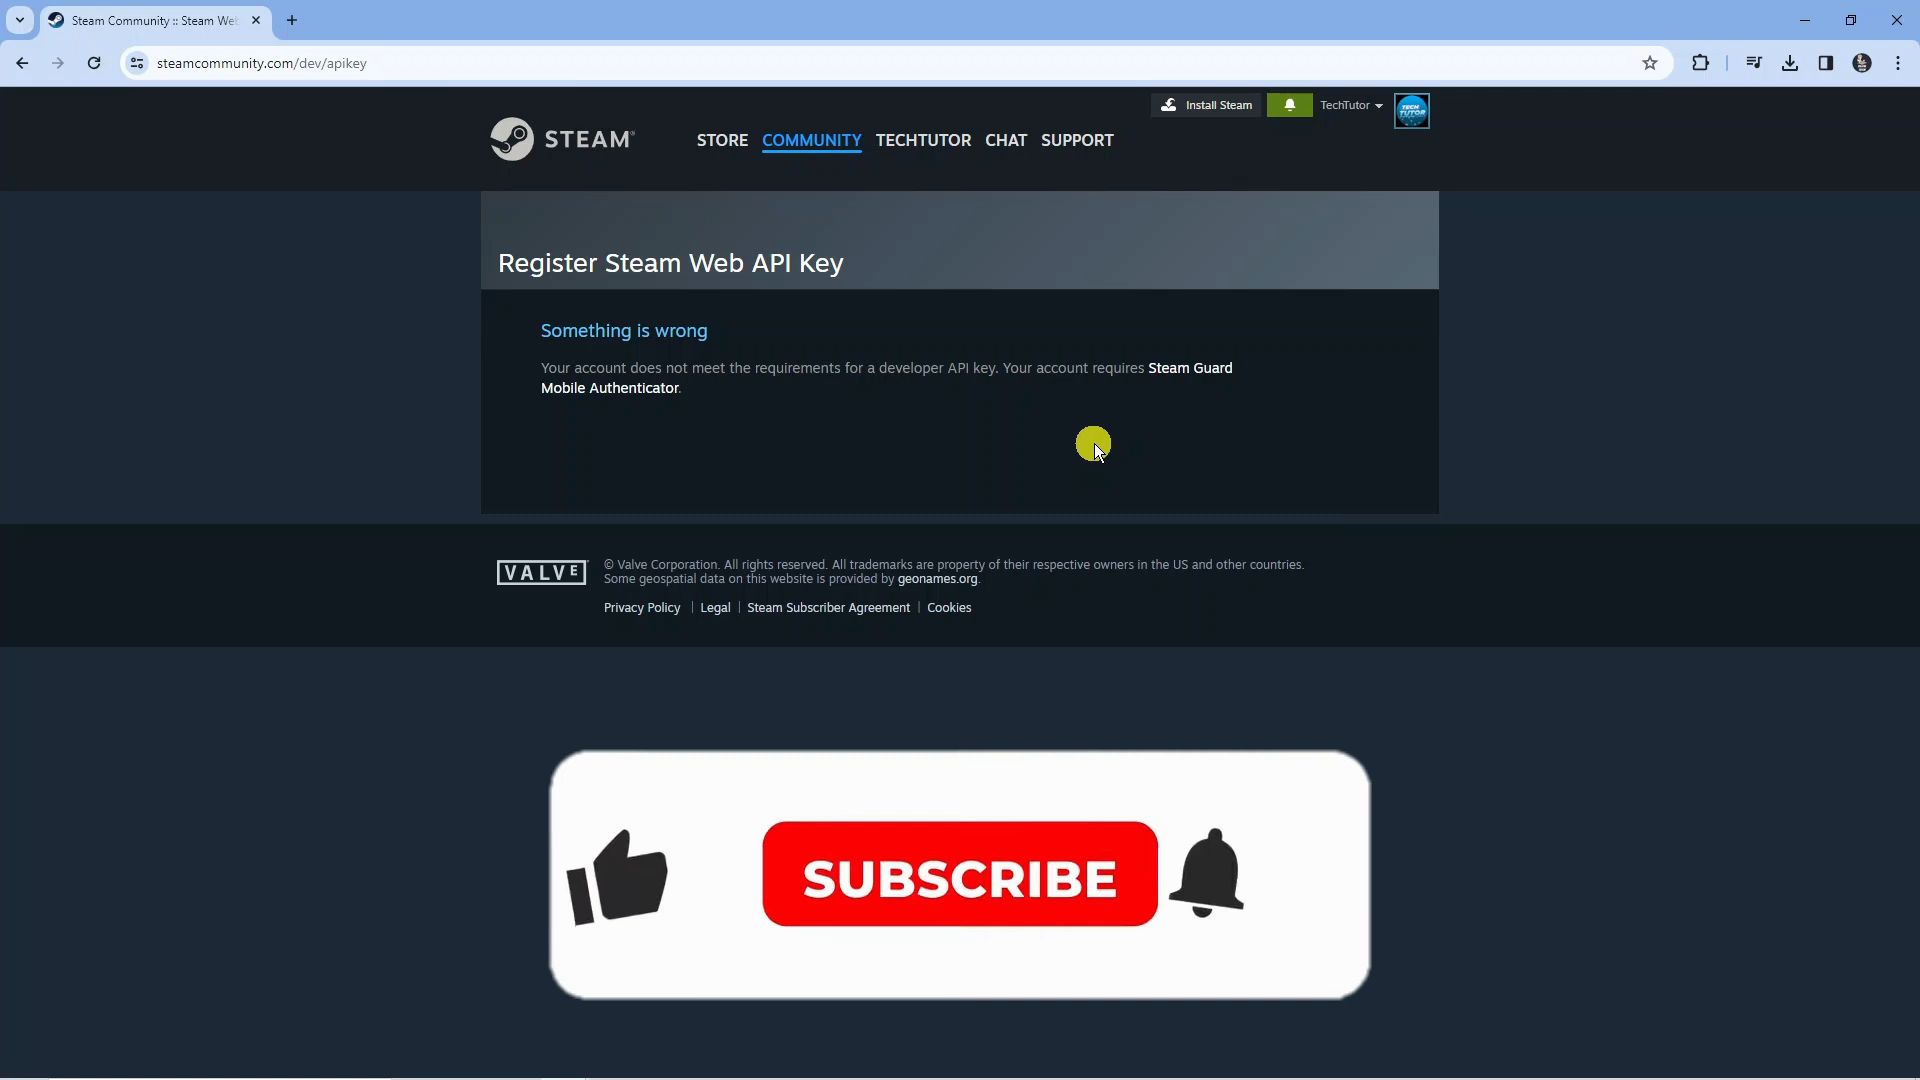 Steam Community :: Steam Web
steamcommunity.com/dev/apikey
Install Steam
TechTutor
TECH
TUTOR
STEAM®
STORE COMMUNITY TECHTUTOR CHAT SUPPORT
Register Steam Web API Key
Something is wrong
Your account does not meet the requirements for a developer API key. Your account requires Steam Guard
Mobile Authenticator.
VALVE
© Valve Corporation. All rights reserved. All trademarks are property of their respective owners in the US and other countries.
Some geospatial data on this website is provided by geonames.org.
Privacy Policy | Legal | Steam Subscriber Agreement | Cookies
SUBSCRIBE